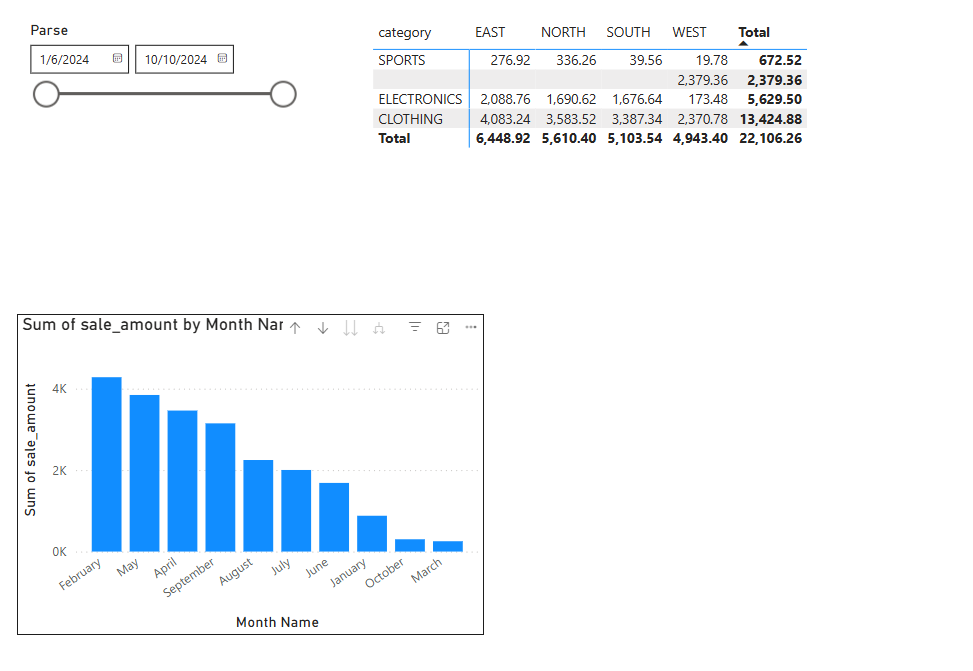 Parse
1/6/2024 10/10/2024
category EAST NORTH SOUTH WEST Total
SPORTS 276.92 336.26 39.56 19.78 672.52
2,379.36 2,379.36
ELECTRONICS 2,088.76 1,690.62 1,676.64 173.48 5,629.50
CLOTHING 4,083.24 3,583.52 3,387.34 2,370.78 13,424.88
Total 6,448.92 5,610.40 5,103.54 4,943.40 22,106.26
Sum of sale_amount by Month Nar
Sum of sale_amount
4K
2K
0K
February May April September August July June January October March
Month Name